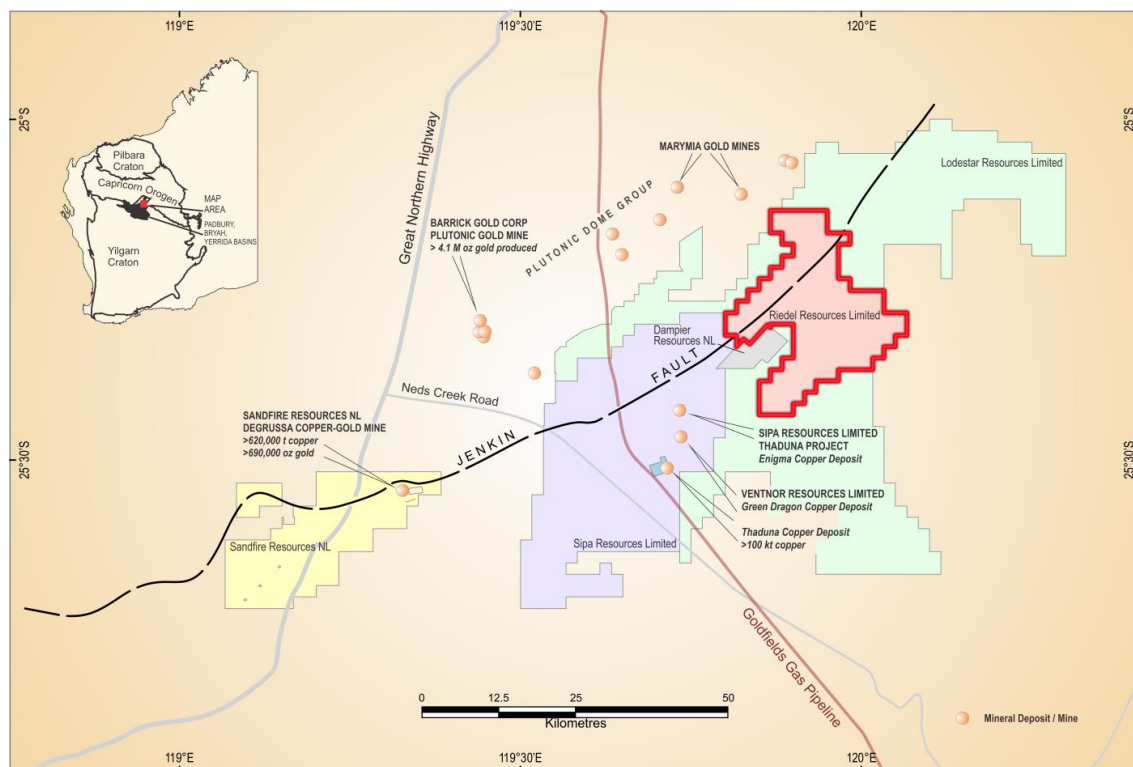 119°E
119°30'E
120°E
25°S
25°S
Pilbara
Craton
Capricorn Orogen
MAP
AREA
PADBURY,
BRYAH,
YERRIDA BASINS
Yilgarn
Craton
Great Northern Highway
MARYMIA GOLD MINES
Lodestar Resources Limited
BARRICK GOLD CORP
PLUTONIC GOLD MINE
> 4.1 M oz gold produced
PLUTONIC DOME GROUP
Riedel Resources Limited
Dampier
Resources NL
Neds Creek Road
JENKIN FAULT
SANDFIRE RESOURCES NL
DEGRUSSA COPPER-GOLD MINE
>620,000 t copper
>690,000 oz gold
SIPA RESOURCES LIMITED
THADUNA PROJECT
Enigma Copper Deposit
25°30'S
25°30'S
VENTNOR RESOURCES LIMITED
Green Dragon Copper Deposit
Thaduna Copper Deposit
>100 kt copper
Sandfire Resources NL
Sipa Resources Limited
Goldfields Gas Pipeline
0 12.5 25 50
Kilometres
Mineral Deposit / Mine
119°E
119°30'E
120°E